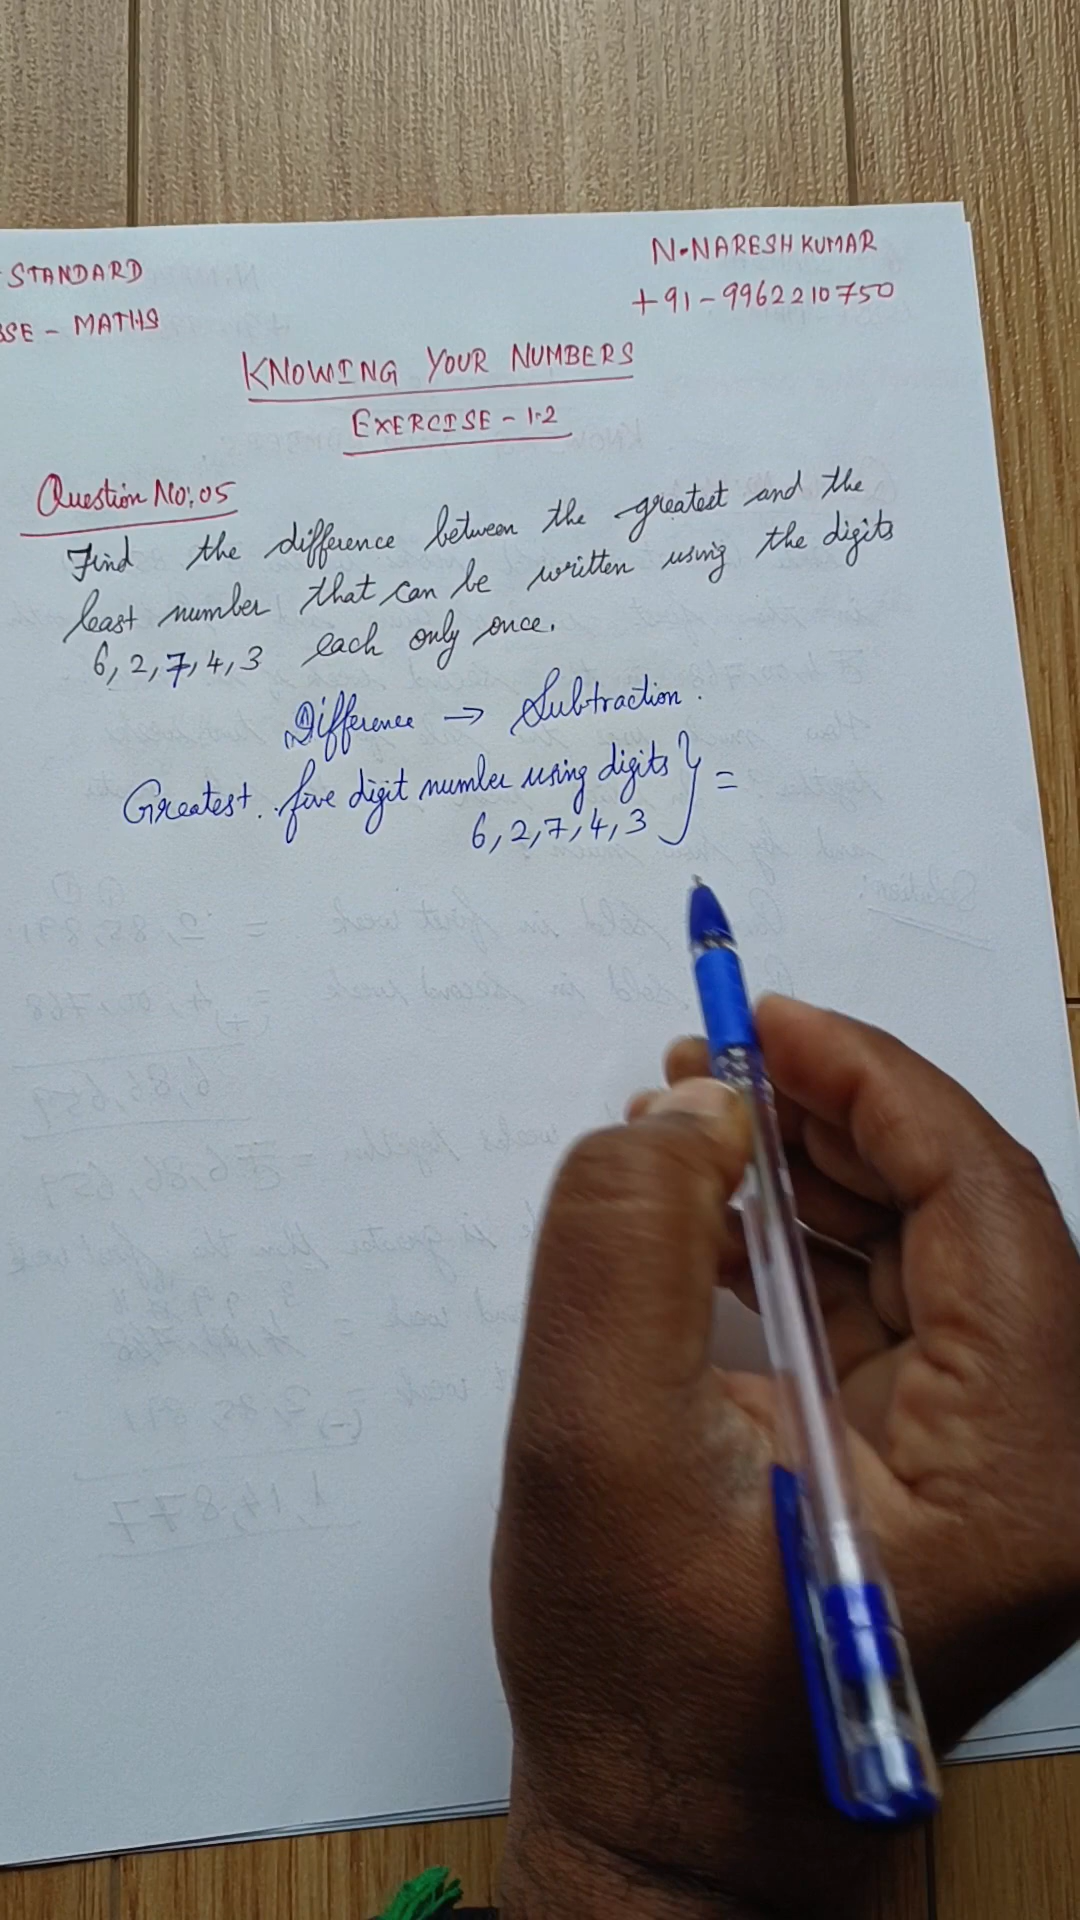 STANDARD
N. NARESH KUMAR
SE - MATHS
+91-9962210750
KNOWING YOUR NUMBERS
EXERCISE - 1.2
Question No: 05
Find the difference between the greatest and the
least number that can be written using the digits
6, 2, 7, 4, 3 each only once.
Difference → Subtraction.
Greatest. five digit number using digits } =
6, 2, 7, 4, 3